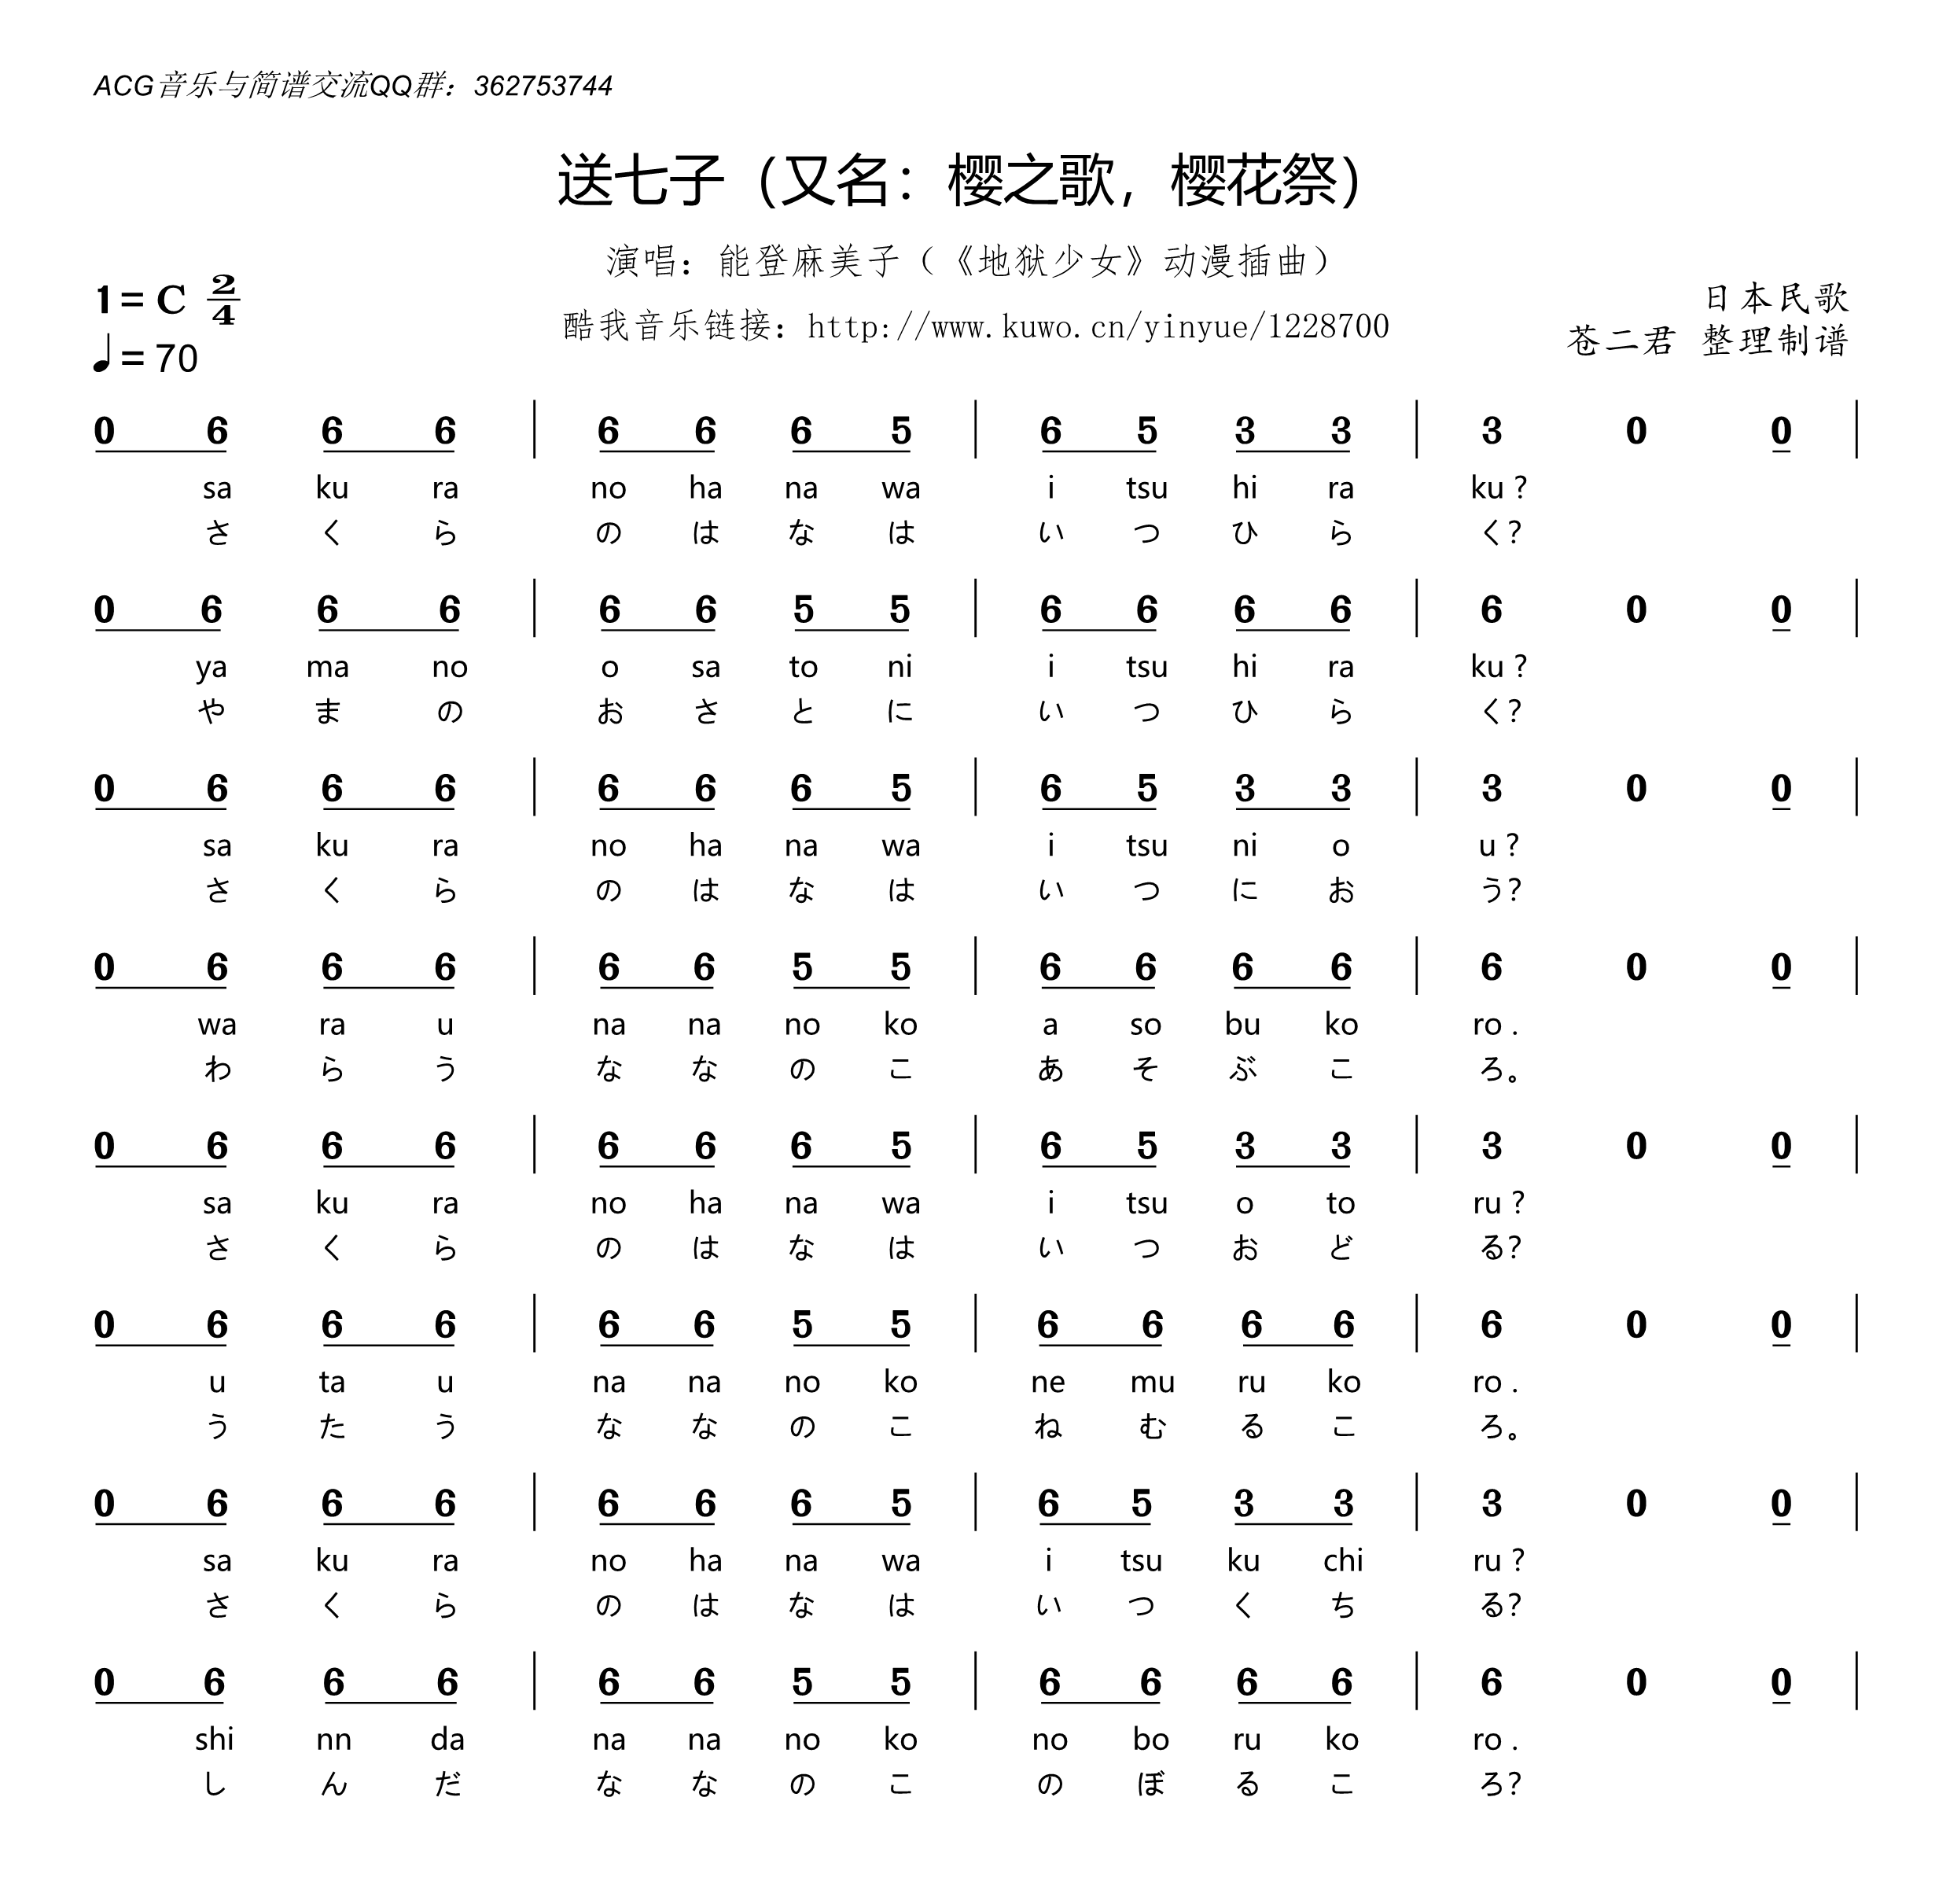 ACG音乐与简谱交流QQ群：362753744
送七子（又名：樱之歌，樱花祭）
演唱：能登麻美子（《地狱少女》动漫插曲）
1=C 2/4
日本民歌
酷我音乐链接：http://www.kuwo.cn/yinyue/1228700
苍二君 整理制谱
♩=70
0 6 6 6 | 6 6 6 5 | 6 5 3 3 | 3 0 0 |
sa ku ra no ha na wa i tsu hi ra ku ?
さ く ら の は な は い つ ひ ら く?
0 6 6 6 | 6 6 5 5 | 6 6 6 6 | 6 0 0 |
ya ma no o sa to ni i tsu hi ra ku ?
や ま の お さ と に い つ ひ ら く?
0 6 6 6 | 6 6 6 5 | 6 5 3 3 | 3 0 0 |
sa ku ra no ha na wa i tsu ni o u ?
さ く ら の は な は い つ に お う?
0 6 6 6 | 6 6 5 5 | 6 6 6 6 | 6 0 0 |
wa ra u na na no ko a so bu ko ro .
わ ら う な な の こ あ そ ぶ こ ろ。
0 6 6 6 | 6 6 6 5 | 6 5 3 3 | 3 0 0 |
sa ku ra no ha na wa i tsu o to ru ?
さ く ら の は な は い つ お ど る?
0 6 6 6 | 6 6 5 5 | 6 6 6 6 | 6 0 0 |
u ta u na na no ko ne mu ru ko ro .
う た う な な の こ ね む る こ ろ。
0 6 6 6 | 6 6 6 5 | 6 5 3 3 | 3 0 0 |
sa ku ra no ha na wa i tsu ku chi ru ?
さ く ら の は な は い つ く ち る?
0 6 6 6 | 6 6 5 5 | 6 6 6 6 | 6 0 0 |
shi nn da na na no ko no bo ru ko ro .
し ん だ な な の こ の ぼ る こ ろ?